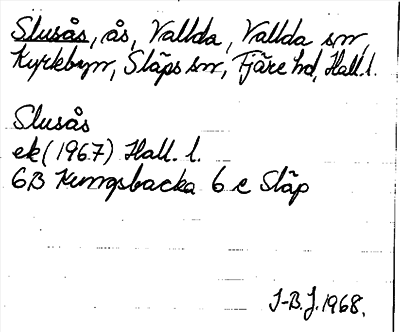 Slusås, ås, Vallda, Vallda sn,
Kyrkbyn, Släps sn, Fjäre hd, Hall. l.
Slusås
ek (1967) Hall. l.
6B Kungsbacka 6 c Släp
I-B.J. 1968.